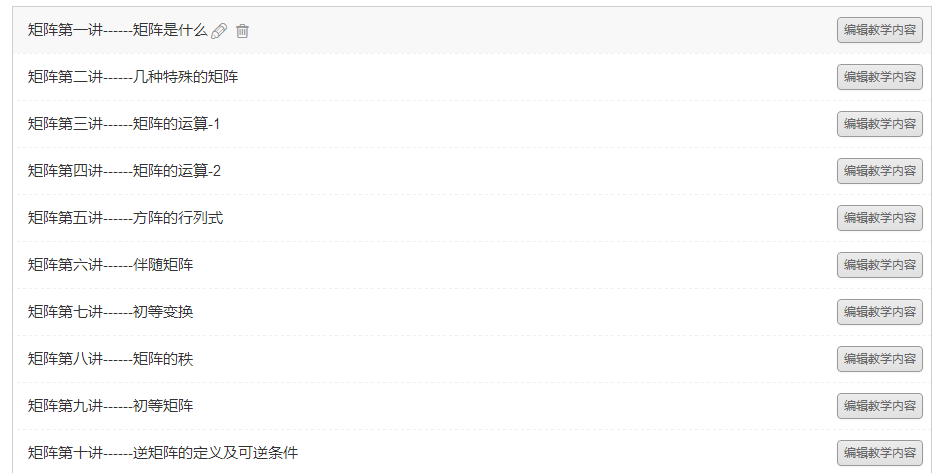 矩阵第一讲------矩阵是什么 编辑教学内容
矩阵第二讲------几种特殊的矩阵 编辑教学内容
矩阵第三讲------矩阵的运算-1 编辑教学内容
矩阵第四讲------矩阵的运算-2 编辑教学内容
矩阵第五讲------方阵的行列式 编辑教学内容
矩阵第六讲------伴随矩阵 编辑教学内容
矩阵第七讲------初等变换 编辑教学内容
矩阵第八讲------矩阵的秩 编辑教学内容
矩阵第九讲------初等矩阵 编辑教学内容
矩阵第十讲------逆矩阵的定义及可逆条件 编辑教学内容